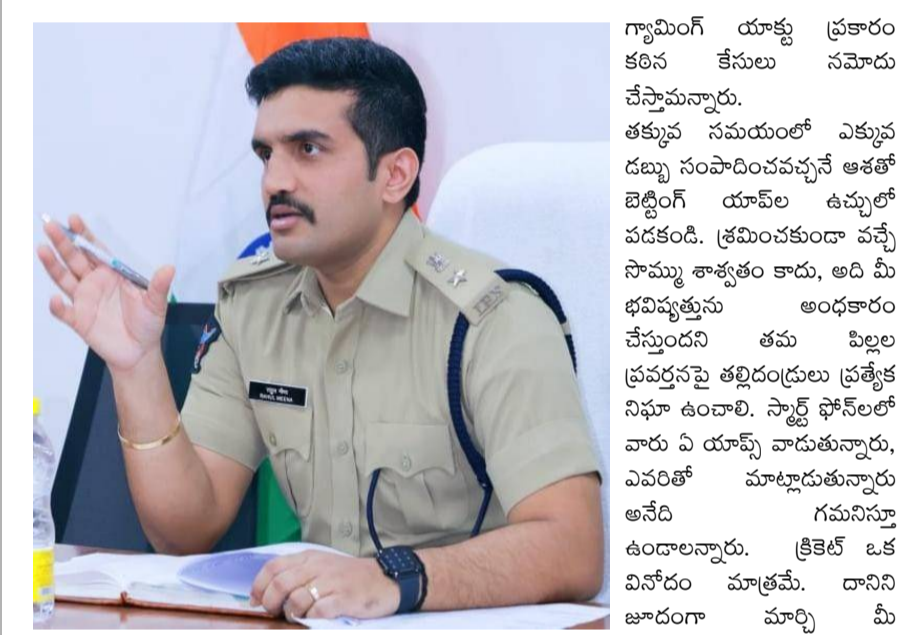 राहुल मीना
RAHUL MEENA
IPS
గ్యామింగ్ యాక్టు ప్రకారం
కఠిన కేసులు నమోదు
చేస్తామన్నారు.
తక్కువ సమయంలో ఎక్కువ
డబ్బు సంపాదించవచ్చనే ఆశతో
బెట్టింగ్ యాప్‌ల ఉచ్చులో
పడకండి. శ్రమించకుండా వచ్చే
సొమ్ము శాశ్వతం కాదు, అది మీ
భవిష్యత్తును అంధకారం
చేస్తుందని తమ పిల్లల
ప్రవర్తనపై తల్లిదండ్రులు ప్రత్యేక
నిఘా ఉంచాలి. స్మార్ట్ ఫోన్‌లలో
వారు ఏ యాప్స్ వాడుతున్నారు,
ఎవరితో మాట్లాడుతున్నారు
అనేది గమనిస్తూ
ఉండాలన్నారు. క్రికెట్ ఒక
వినోదం మాత్రమే. దానిని
జూదంగా మార్చి మీ